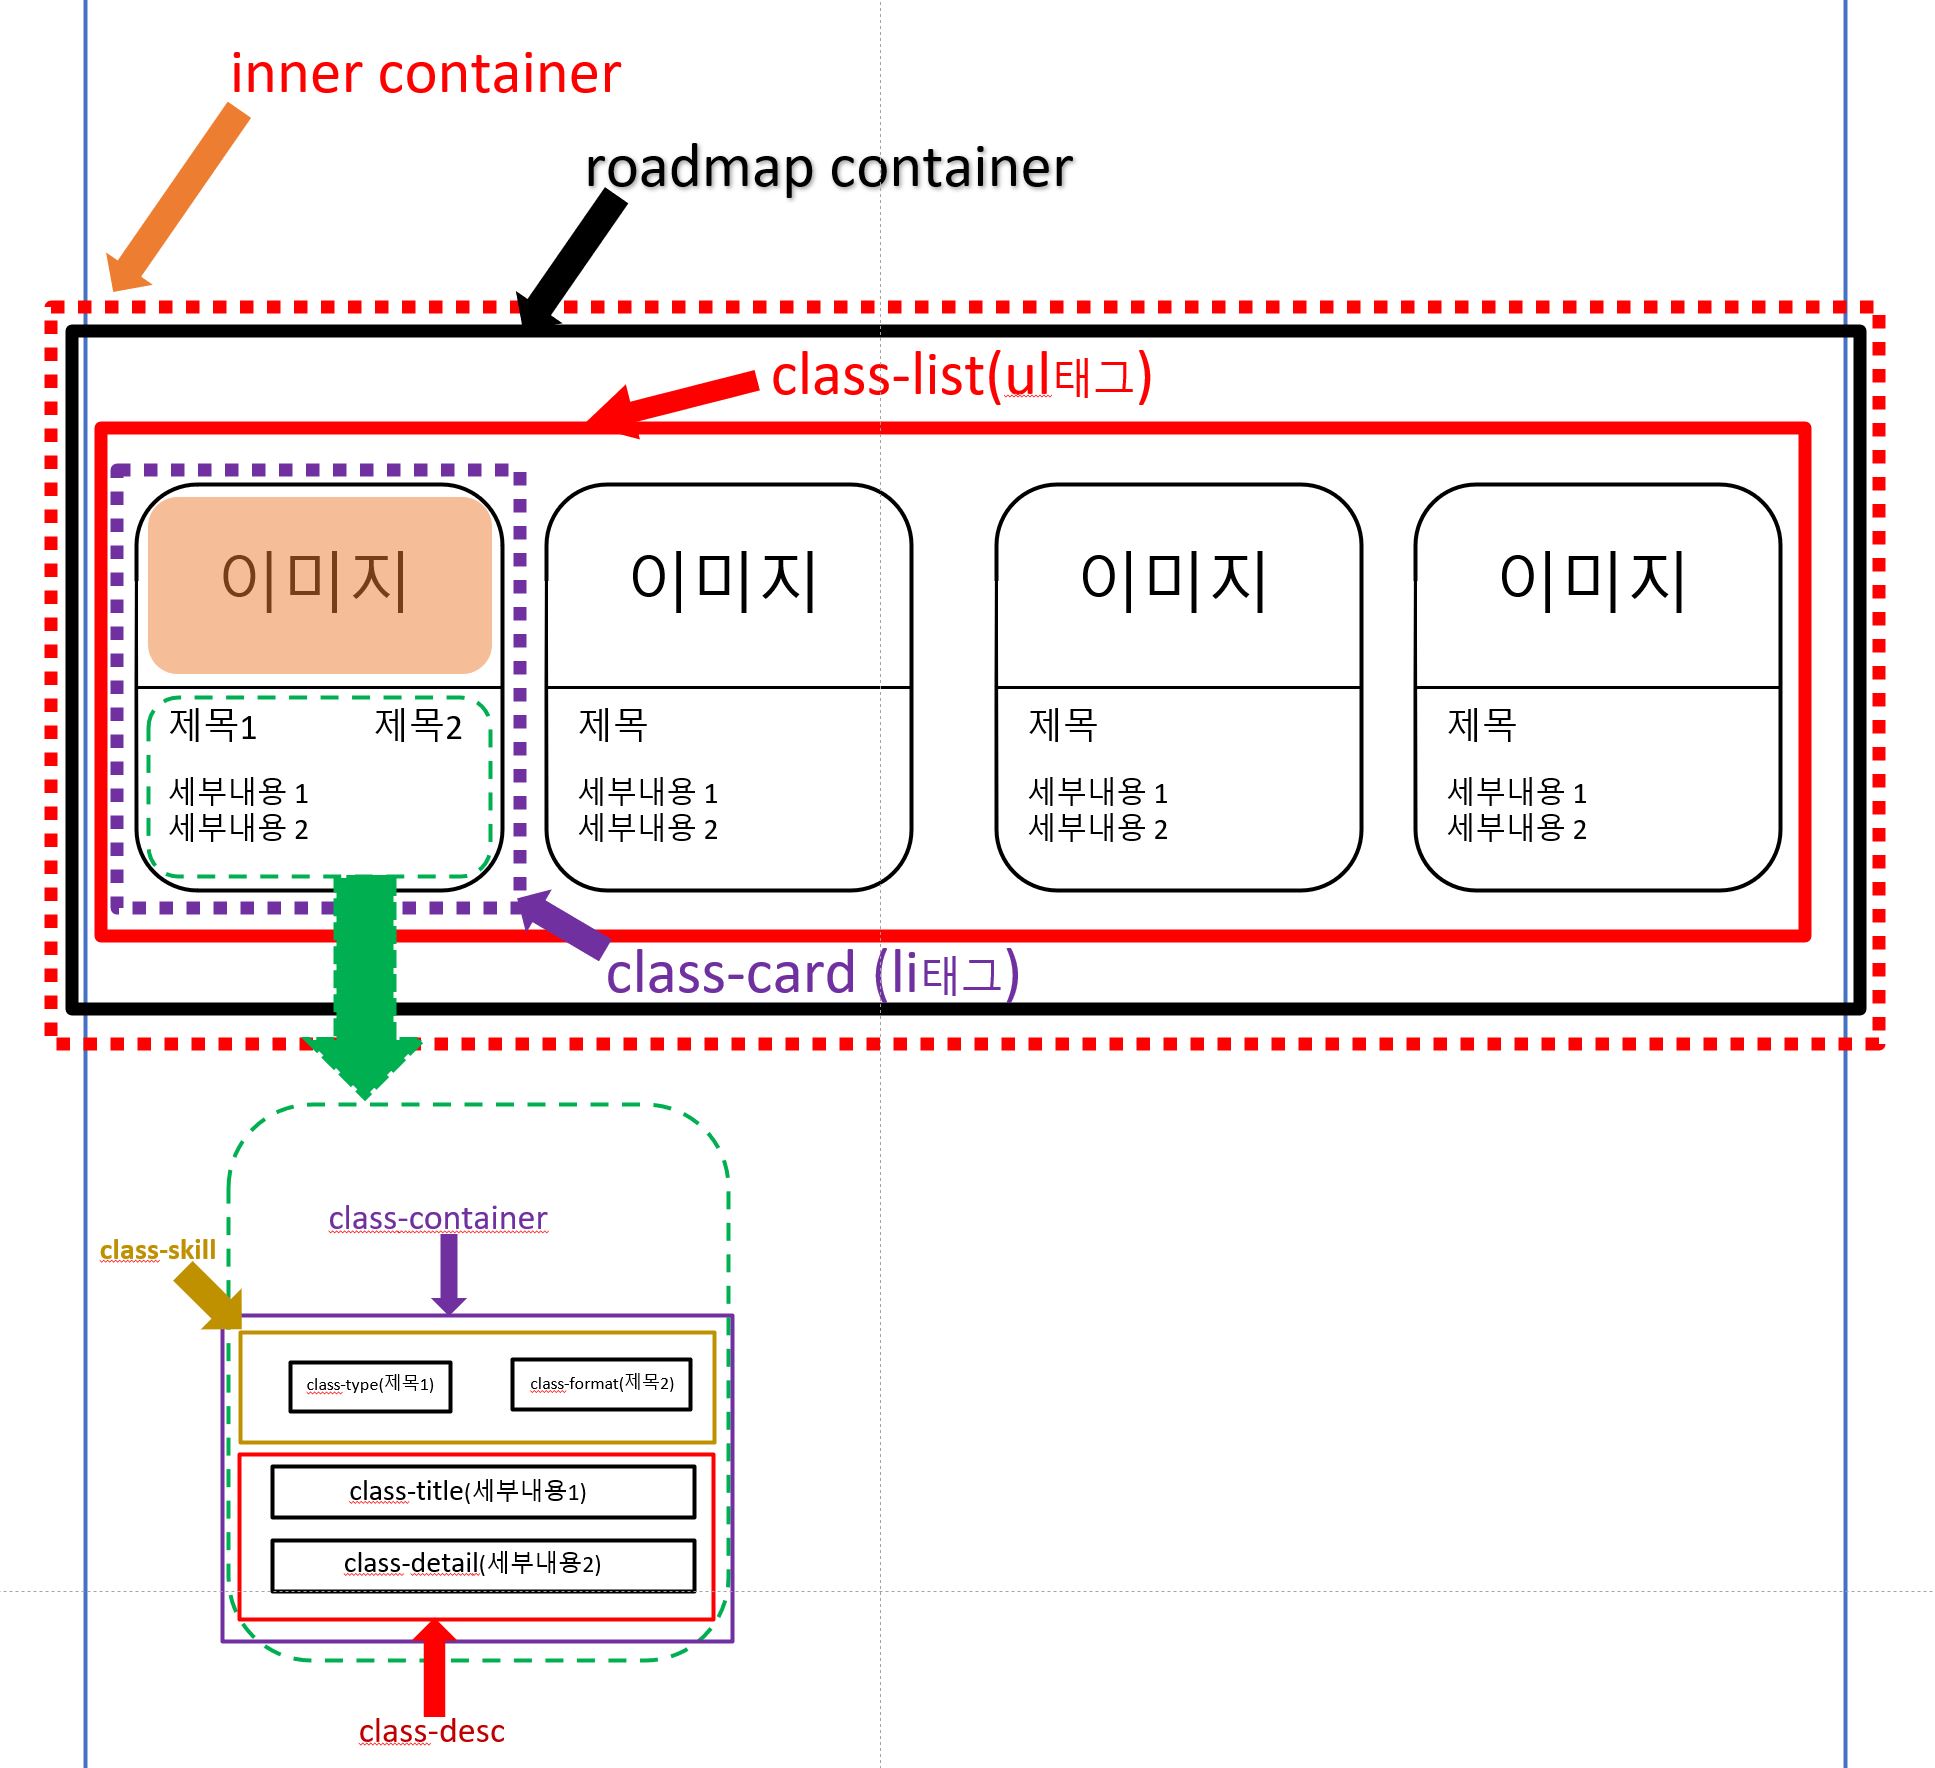 inner container
roadmap container
class-list(ul태그)
이미지
이미지
이미지
이미지
제목1
제목2
제목
제목
제목
세부내용 1
세부내용 2
세부내용 1
세부내용 2
세부내용 1
세부내용 2
세부내용 1
세부내용 2
class-card (li태그)
class-container
class-skill
class-type(제목1)
class-format(제목2)
class-title(세부내용1)
class-detail(세부내용2)
class-desc